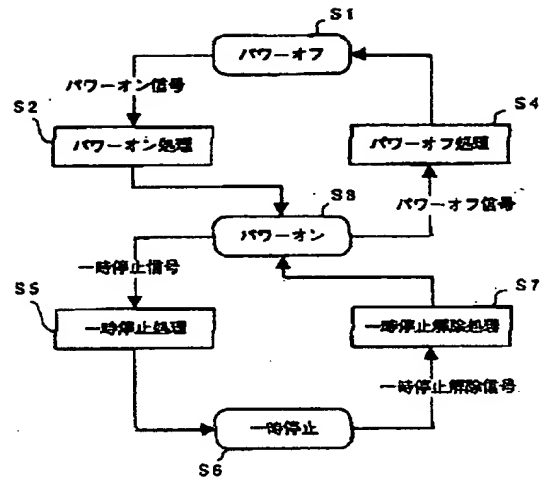 S1
パワーオフ
パワーオン信号
S2
パワーオン処理
S4
パワーオフ処理
S3
パワーオン
パワーオフ信号
一時停止信号
S5
一時停止処理
S7
一時停止解除処理
一時停止解除信号
一時停止
S6